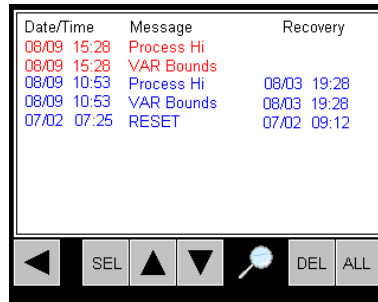 Date/Time Message Recovery
08/09 15:28 Process Hi
08/09 15:28 VAR Bounds
08/09 10:53 Process Hi 08/03 19:28
08/09 10:53 VAR Bounds 08/03 19:28
07/02 07:25 RESET 07/02 09:12
SEL DEL ALL